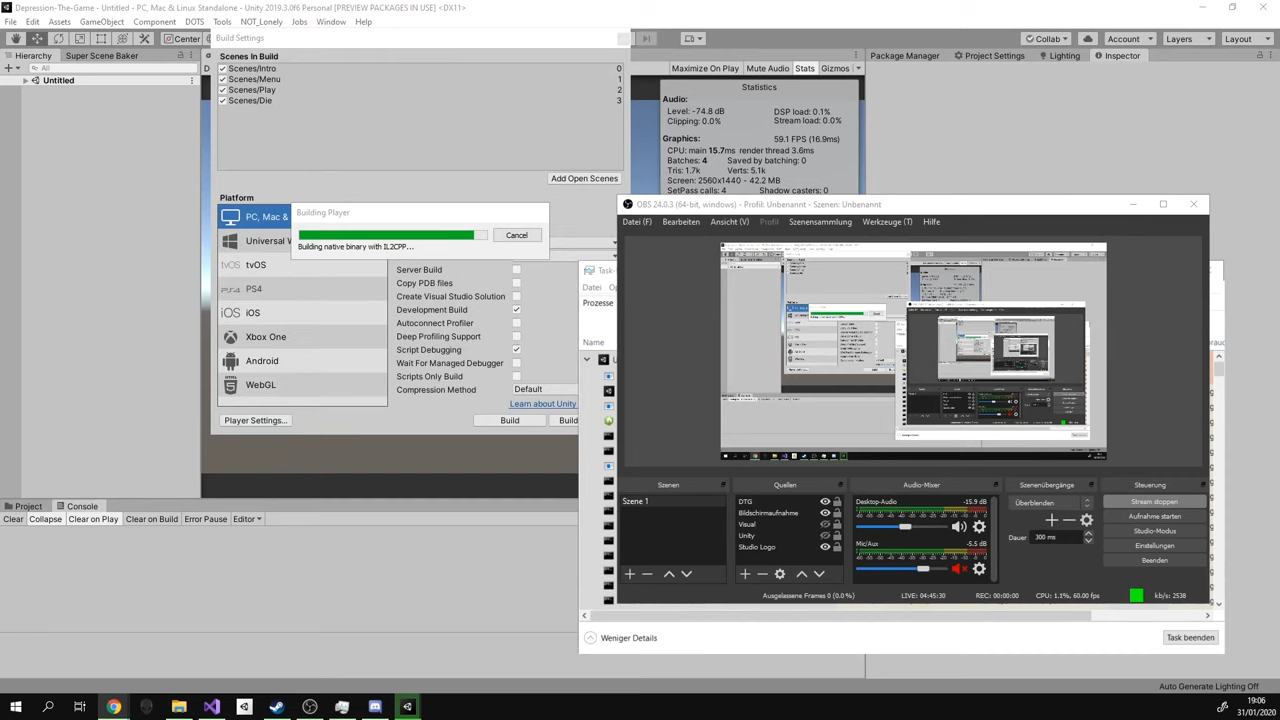 Depression-The-Game - Untitled - PC, Mac & Linux Standalone - Unity 2019.3.0f6 Personal [PREVIEW PACKAGES IN USE] <DX11>
File Edit Assets GameObject Component DOTS Tools NOT_Lonely Jobs Window Help
Center
Collab Account Layers Layout
Build Settings
Hierarchy Super Scene Baker
All
Untitled
Scenes In Build
Scenes/Intro 0
Scenes/Menu 1
Scenes/Play 2
Scenes/Die 3
Add Open Scenes
Maximize On Play Mute Audio Stats Gizmos
Package Manager Project Settings Lighting Inspector
Statistics
Audio:
Level: -74.8 dB DSP load: 0.1%
Clipping: 0.0% Stream load: 0.0%
Graphics: 59.1 FPS (16.9ms)
CPU: main 15.7ms render thread 3.6ms
Batches: 4 Saved by batching: 0
Tris: 1.7k Verts: 5.1k
Screen: 2560x1440 - 42.2 MB
SetPass calls: 4 Shadow casters: 0
Platform
PC, Mac &
Universal W
tvOS tvOS
PS4 PS4
iOS iOS
Xbox One
Android
HTML WebGL
Building Player
Cancel
Building native binary with IL2CPP...
Server Build
Copy PDB files
Create Visual Studio Solution
Development Build
Autoconnect Profiler
Deep Profiling Support
Script Debugging
Wait For Managed Debugger
Scripts Only Build
Compression Method Default
Learn about Unity
Player Settings... Build Build
Project Console
Clear Collapse Clear on Play Clear on Build Error Pause Editor
Task-
Datei
Prozesse
Name
OBS 24.0.3 (64-bit, windows) - Profil: Unbenannt - Szenen: Unbenannt
Datei (F) Bearbeiten Ansicht (V) Profil Szenensammlung Werkzeuge (T) Hilfe
Szenen Quellen Audio-Mixer Szenenübergänge Steuerung
Szene 1
DTG
Bildschirmaufnahme
Visual
Unity
Studio Logo
Desktop-Audio -15.9 dB
Mic/Aux -5.5 dB
Überblenden
Dauer 300 ms
Stream stoppen
Aufnahme starten
Studio-Modus
Einstellungen
Beenden
Ausgelassene Frames 0 (0.0 %) LIVE: 04:45:30 REC: 00:00:00 CPU: 1.1%, 60.00 fps kb/s: 2538
Weniger Details Task beenden
Auto Generate Lighting Off
19:06
31/01/2020